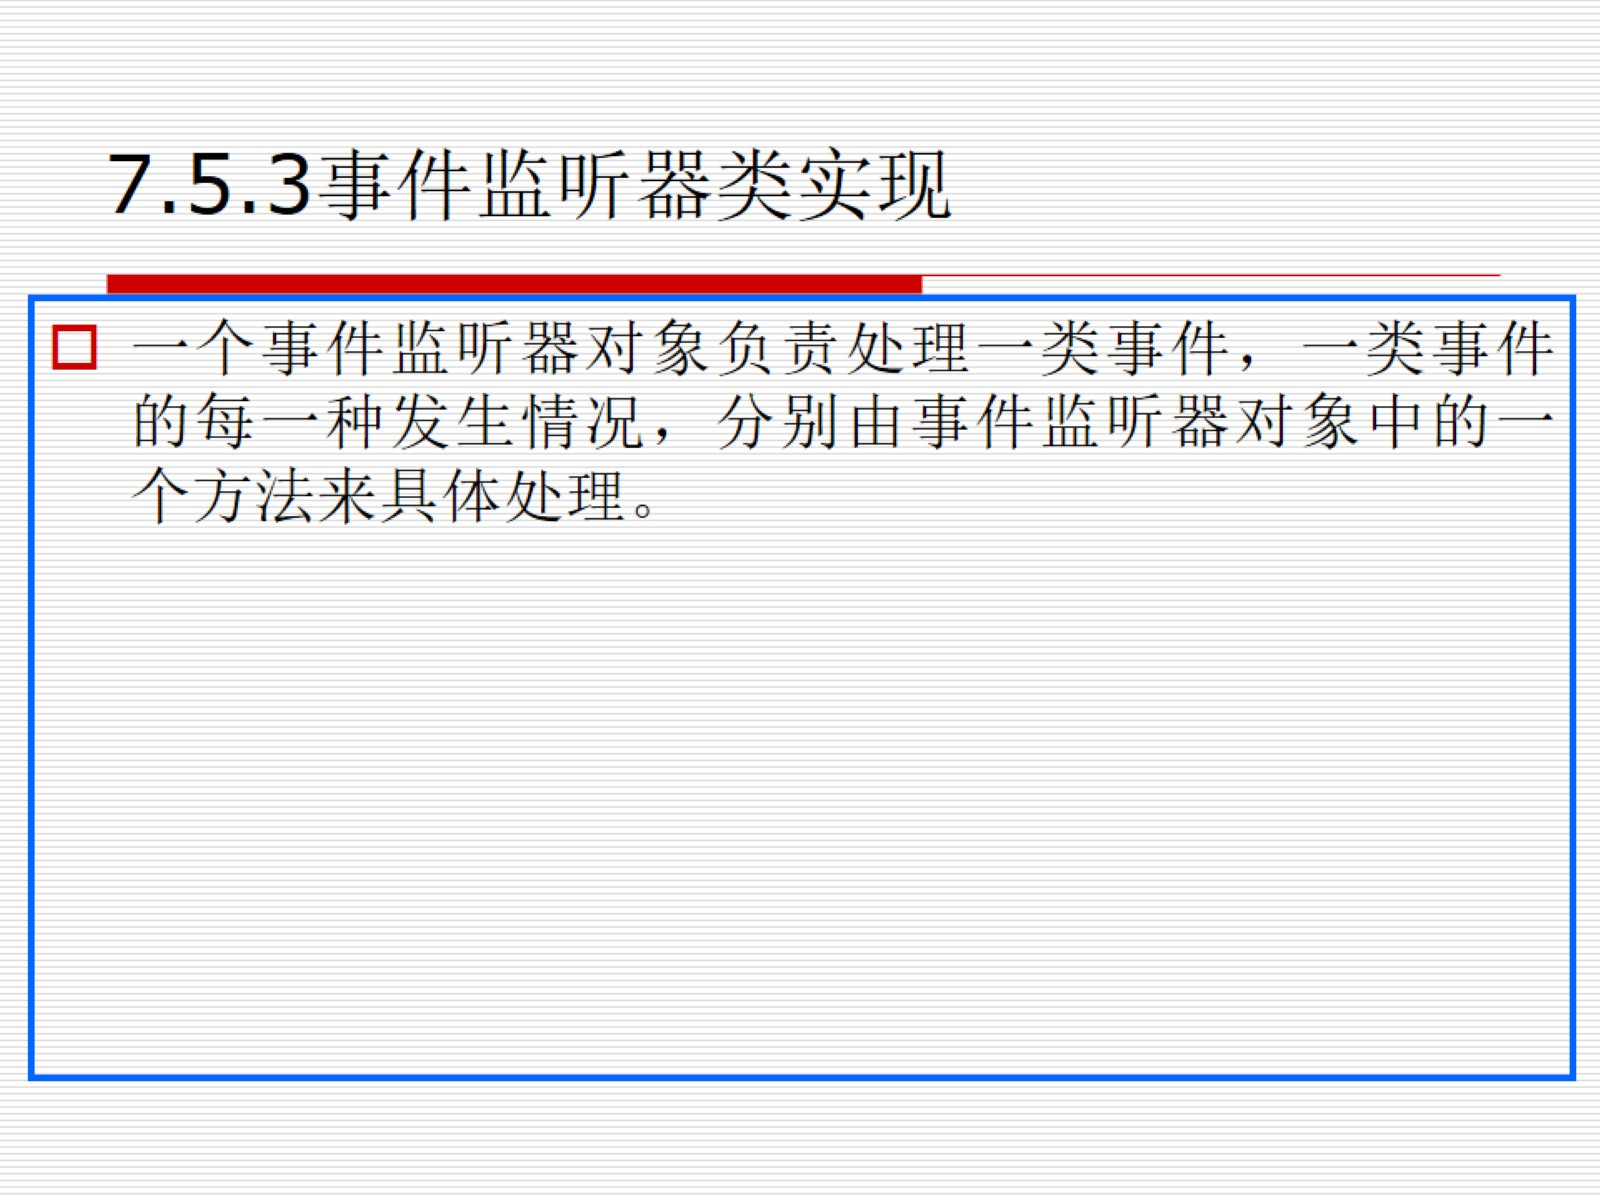 7.5.3事件监听器类实现
一个事件监听器对象负责处理一类事件，一类事件
的每一种发生情况，分别由事件监听器对象中的一
个方法来具体处理。